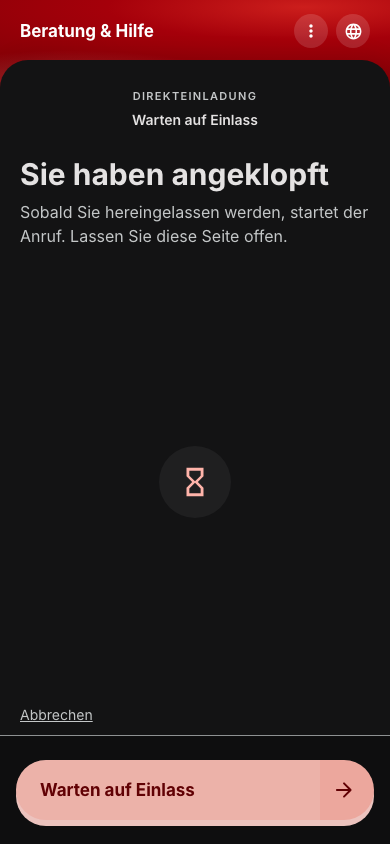 Beratung & Hilfe
DIREKTEINLADUNG
Warten auf Einlass
Sie haben angeklopft
Sobald Sie hereingelassen werden, startet der
Anruf. Lassen Sie diese Seite offen.
Abbrechen
Warten auf Einlass